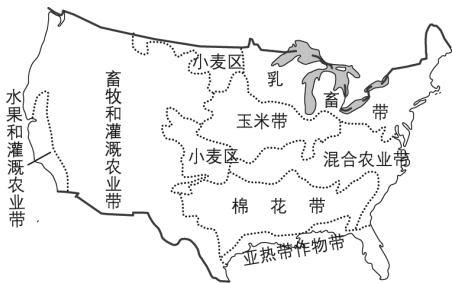 水果和灌溉农业带
畜牧和灌溉农业带
小麦区
乳畜带
玉米带
小麦区
混合农业带
棉花带
亚热带作物带